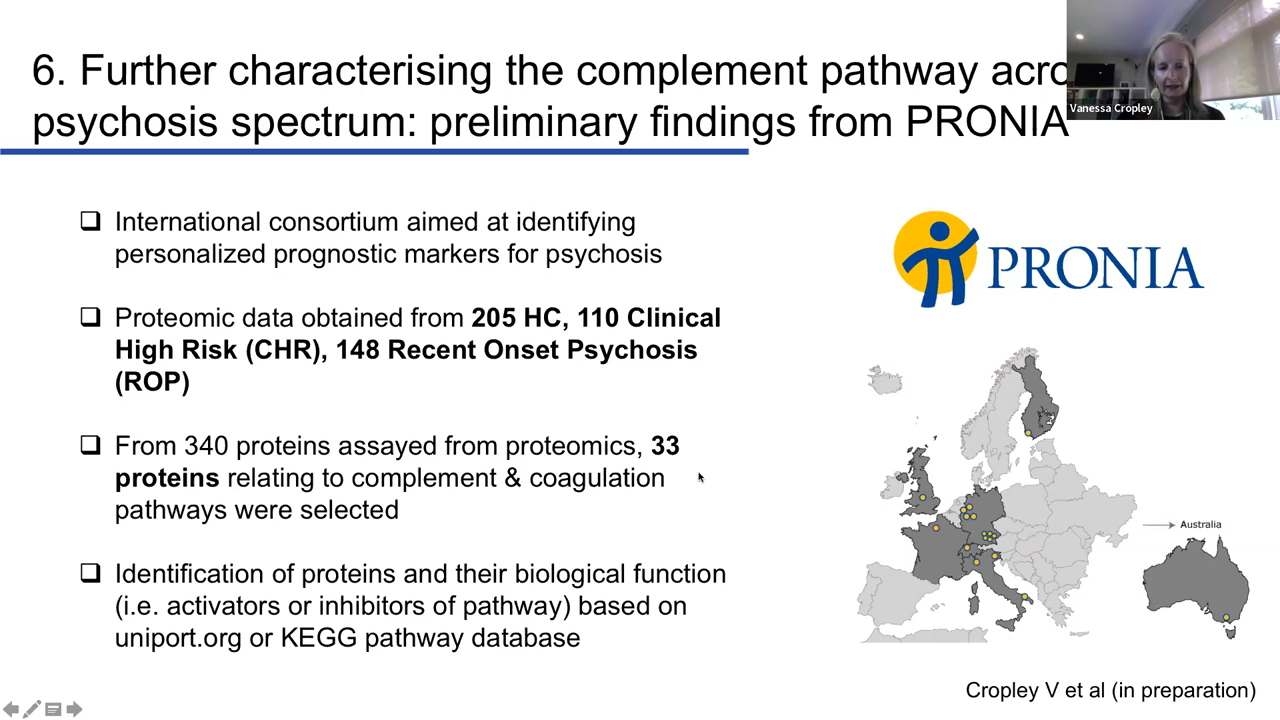 6. Further characterising the complement pathway acro
psychosis spectrum: preliminary findings from PRONIA
Vanessa Cropley
International consortium aimed at identifying
personalized prognostic markers for psychosis
Proteomic data obtained from 205 HC, 110 Clinical
High Risk (CHR), 148 Recent Onset Psychosis
(ROP)
From 340 proteins assayed from proteomics, 33
proteins relating to complement & coagulation
pathways were selected
Identification of proteins and their biological function
(i.e. activators or inhibitors of pathway) based on
uniport.org or KEGG pathway database
PRONIA
Australia
Cropley V et al (in preparation)